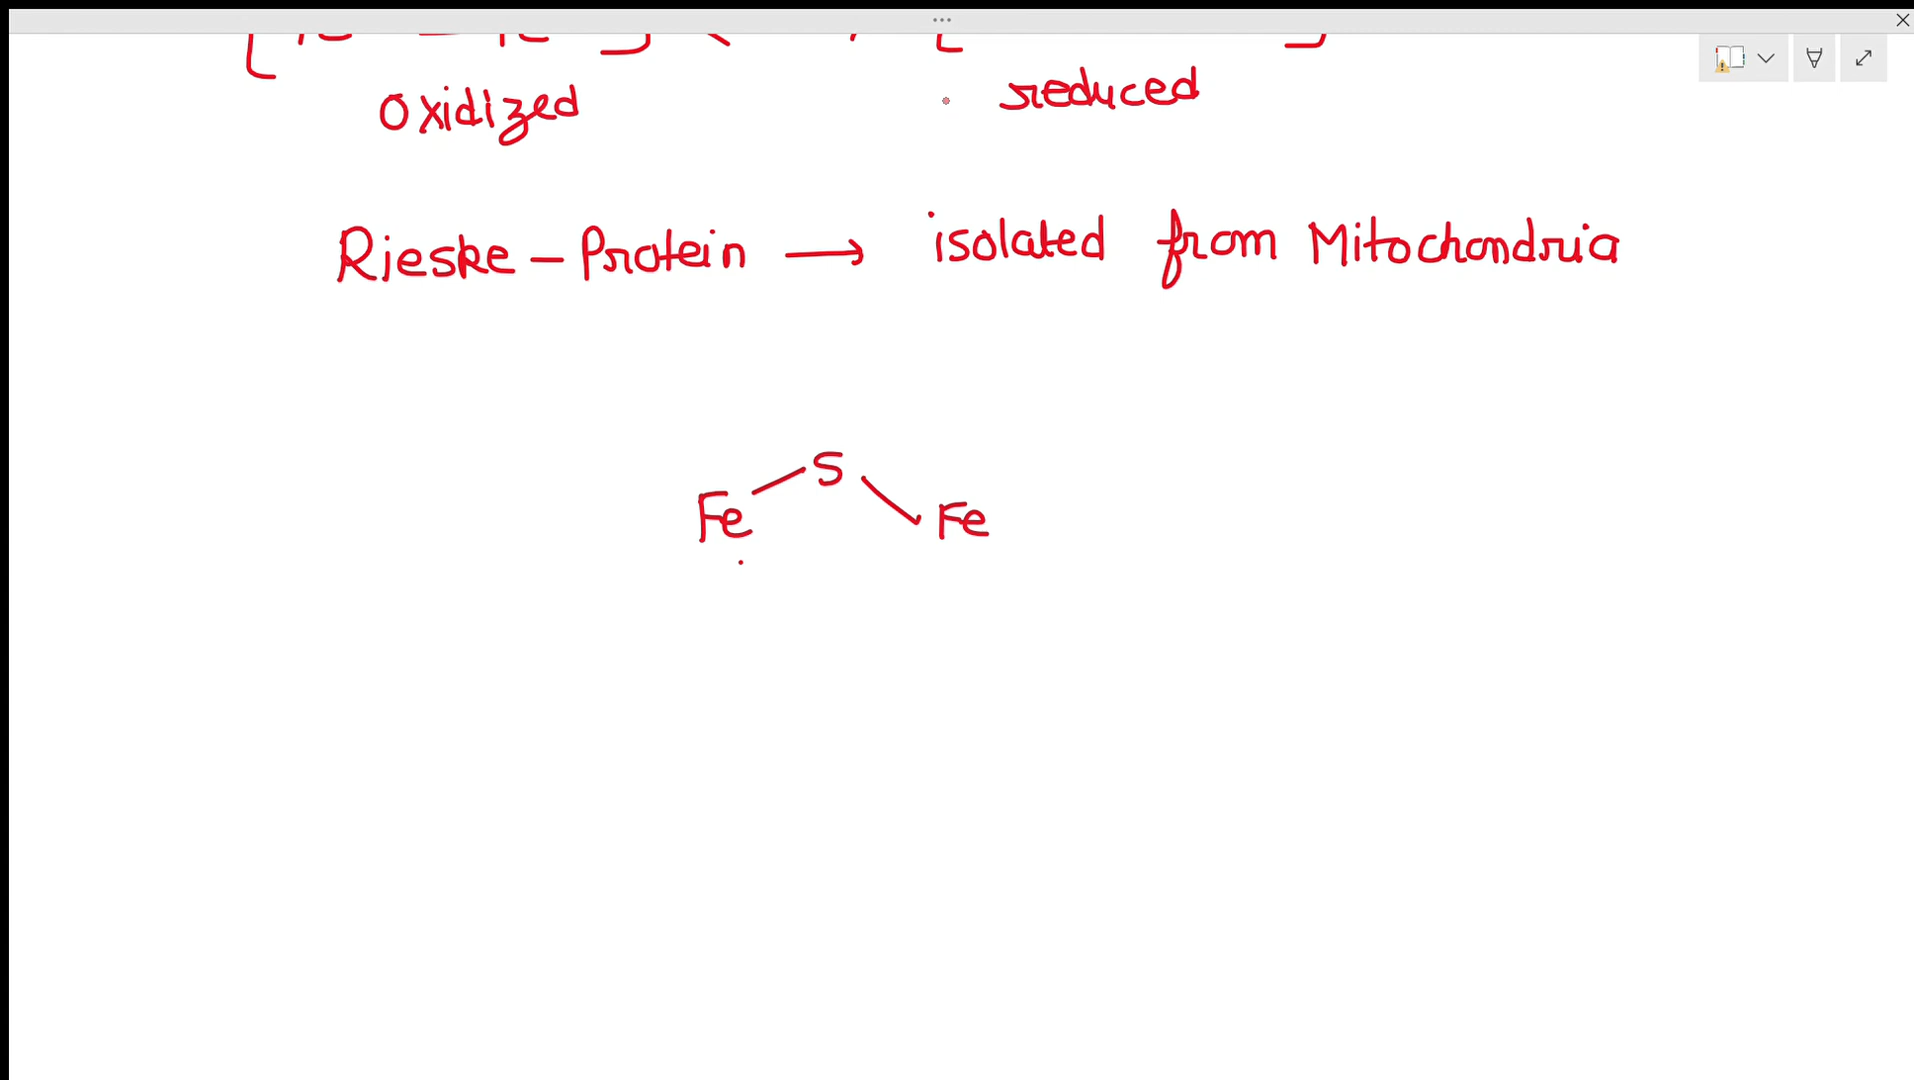 oxidized reduced
Rieske - Protein → isolated from Mitochondria
S
Fe Fe